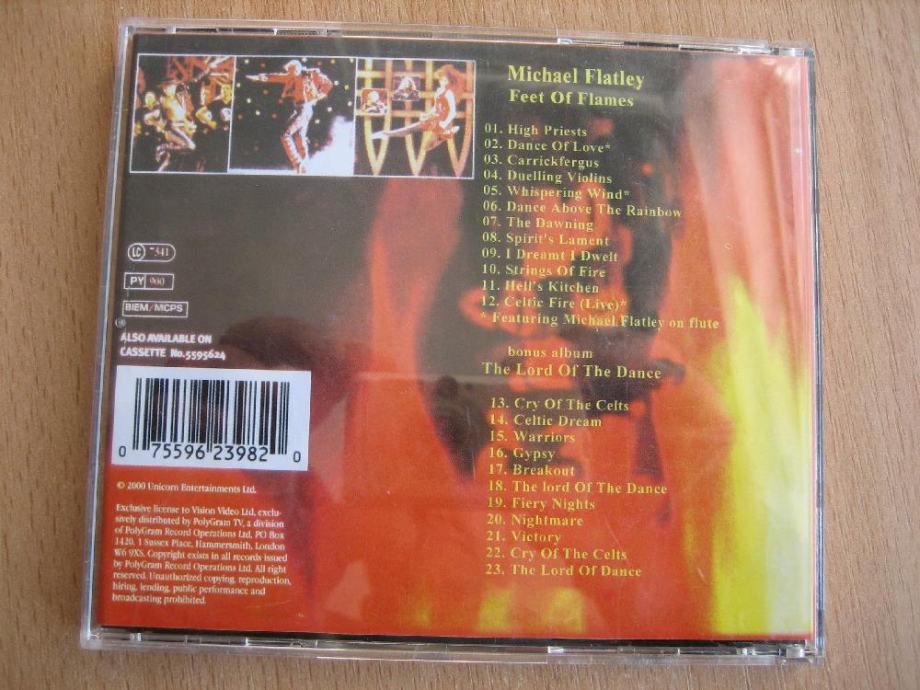 Michael Flatley
Feet Of Flames
01. High Priests
02. Dance Of Love*
03. Carrickfergus
04. Duelling Violins
05. Whispering Wind*
06. Dance Above The Rainbow
07. The Dawning
08. Spirit's Lament
09. I Dreamt I Dwelt
10. Strings Of Fire
11. Hell's Kitchen
12. Celtic Fire (Live)*
* Featuring Michael Flatley on flute
bonus album
The Lord Of The Dance
13. Cry Of The Celts
14. Celtic Dream
15. Warriors
16. Gypsy
17. Breakout
18. The lord Of The Dance
19. Fiery Nights
20. Nightmare
21. Victory
22. Cry Of The Celts
23. The Lord Of Dance
LC 7541
PY 900
BIEM/MCPS
ALSO AVAILABLE ON
CASSETTE No.5595624
0 75596 23982 0
© 2000 Unicorn Entertainments Ltd.
Exclusive license to Vision Video Ltd, exclu-
sively distributed by PolyGram TV, a division
of PolyGram Record Operations Ltd. PO Box
1420, 1 Sussex Place, Hammersmith, London
W6 9XS. Copyright exists in all records issued
by PolyGram Record Operations Ltd. All right
reserved. Unauthorized copying, reproduction,
hiring, lending, public performance and
broadcasting prohibited.